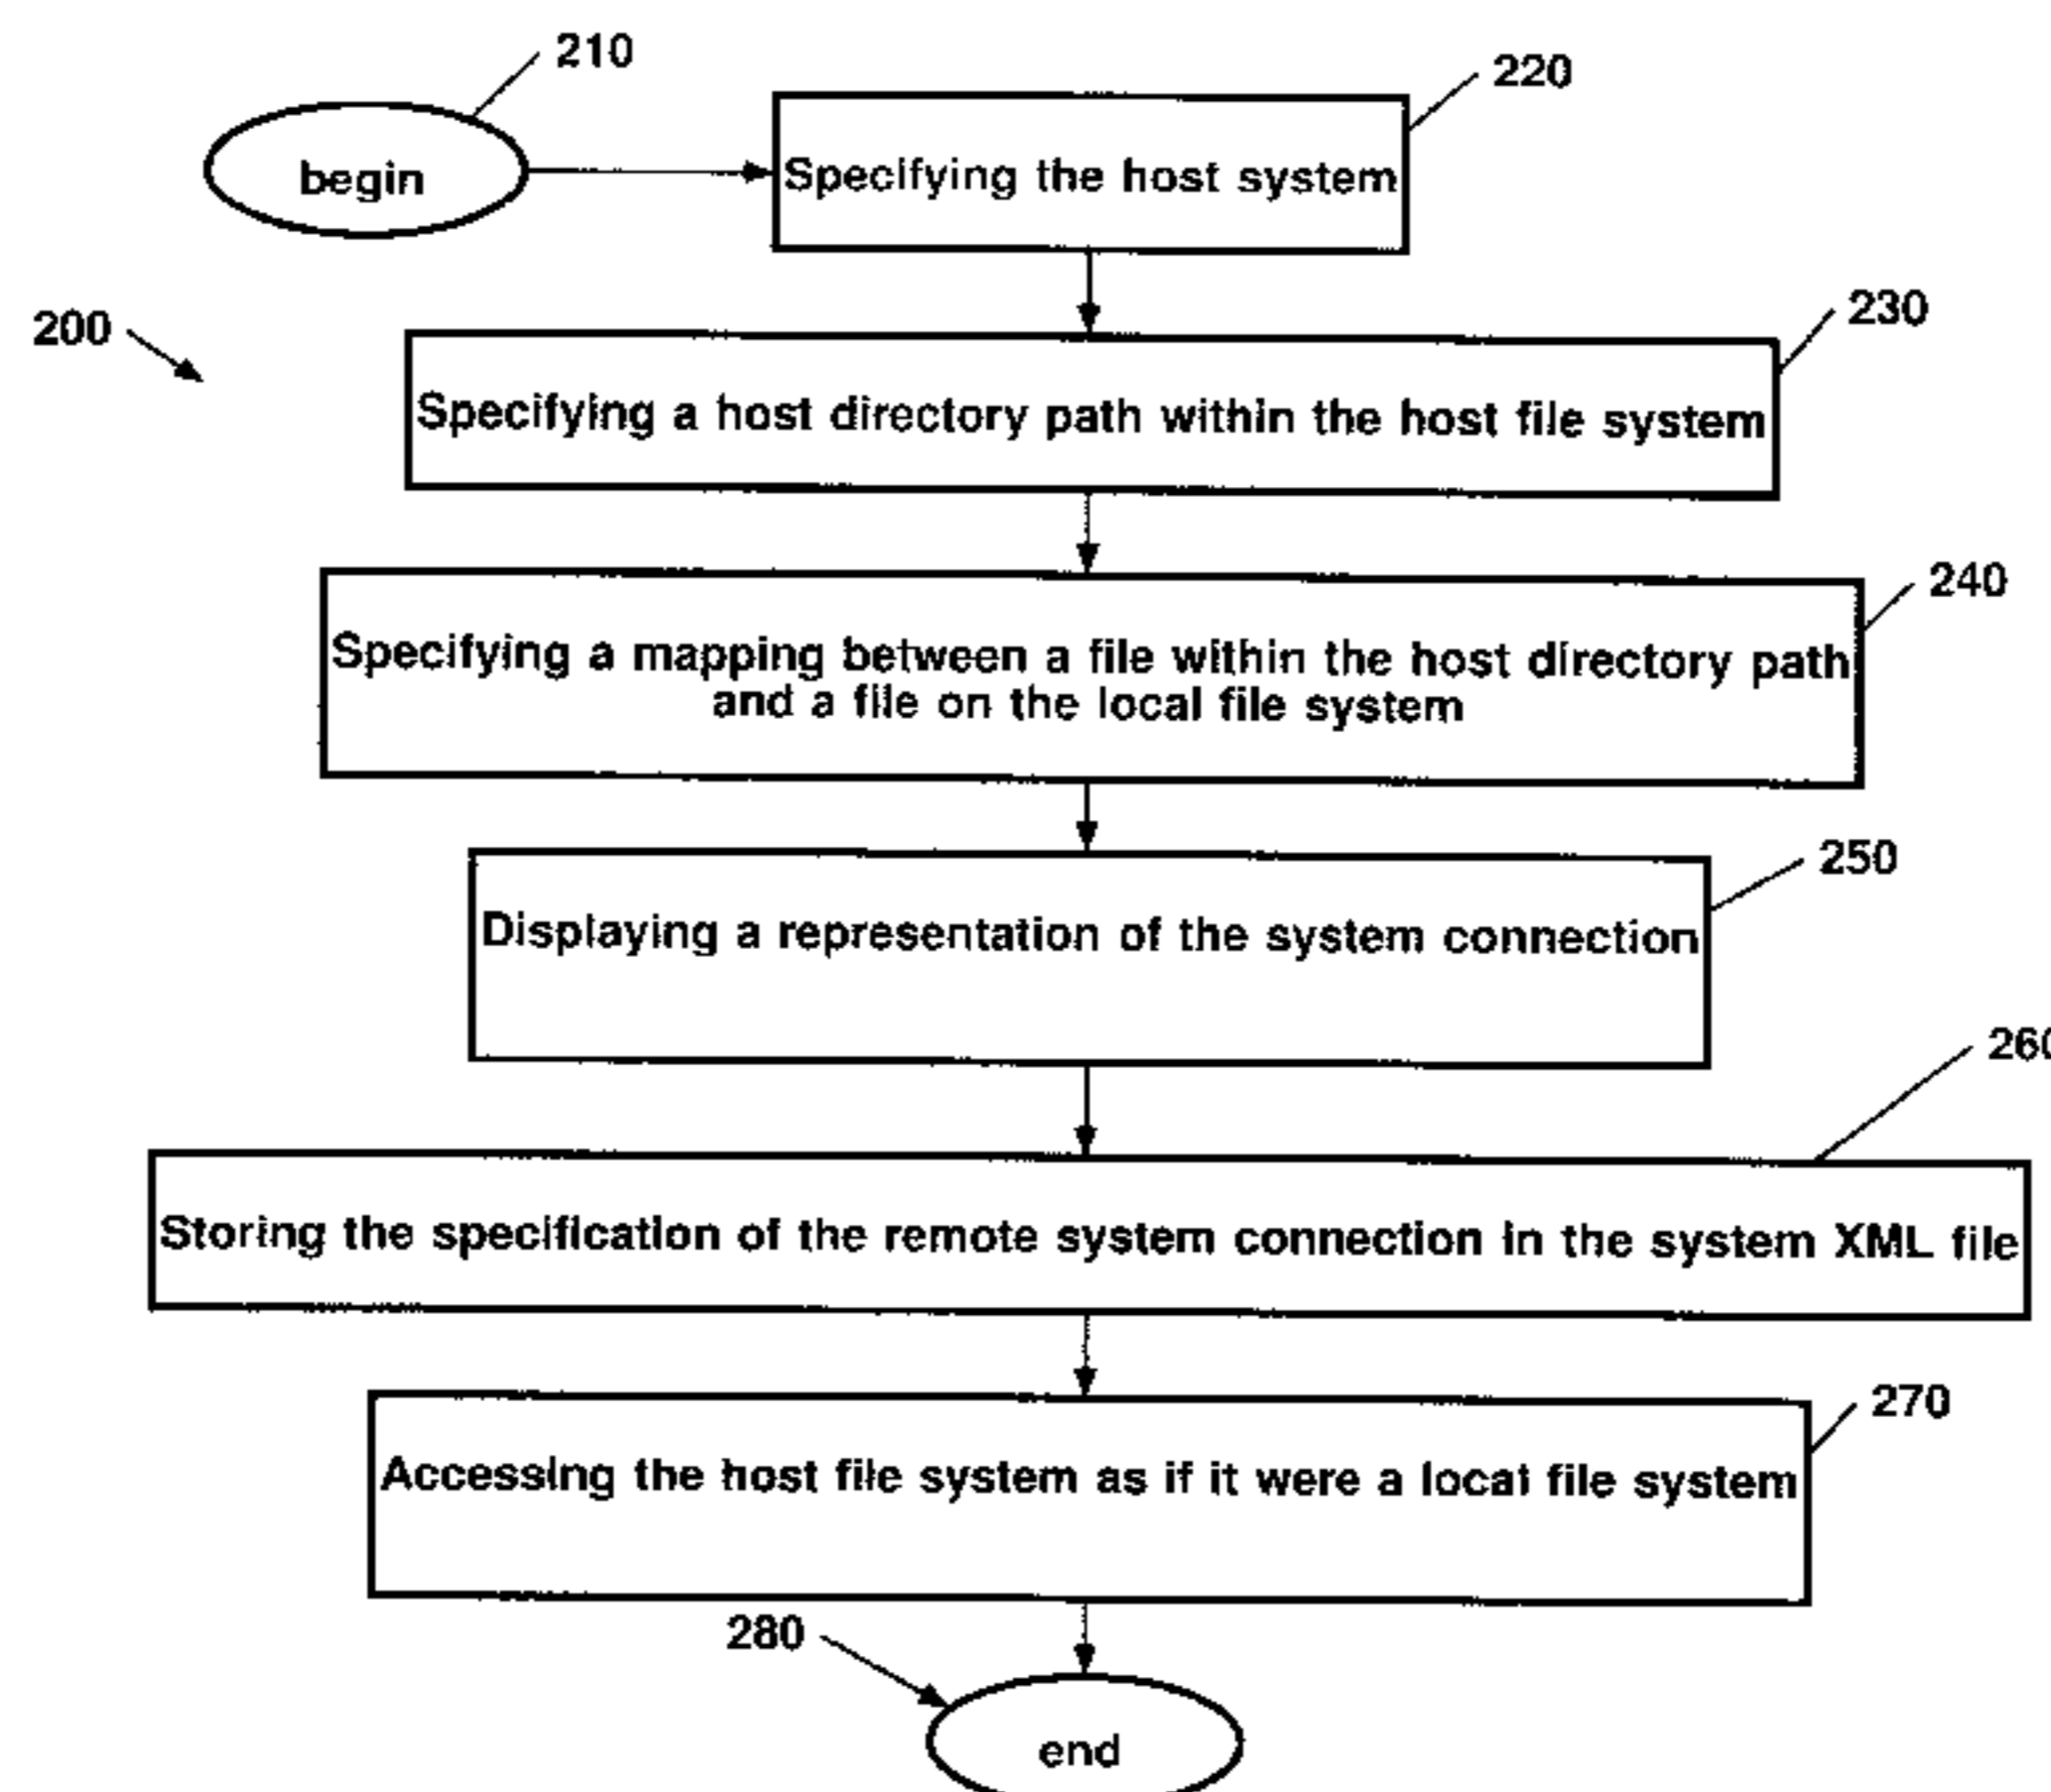 210
220
begin
Specifying the host system
200
230
Specifying a host directory path within the host file system
240
Specifying a mapping between a file within the host directory path
and a file on the local file system
250
Displaying a representation of the system connection
260
Storing the specification of the remote system connection in the system XML file
270
Accessing the host file system as if it were a local file system
280
end